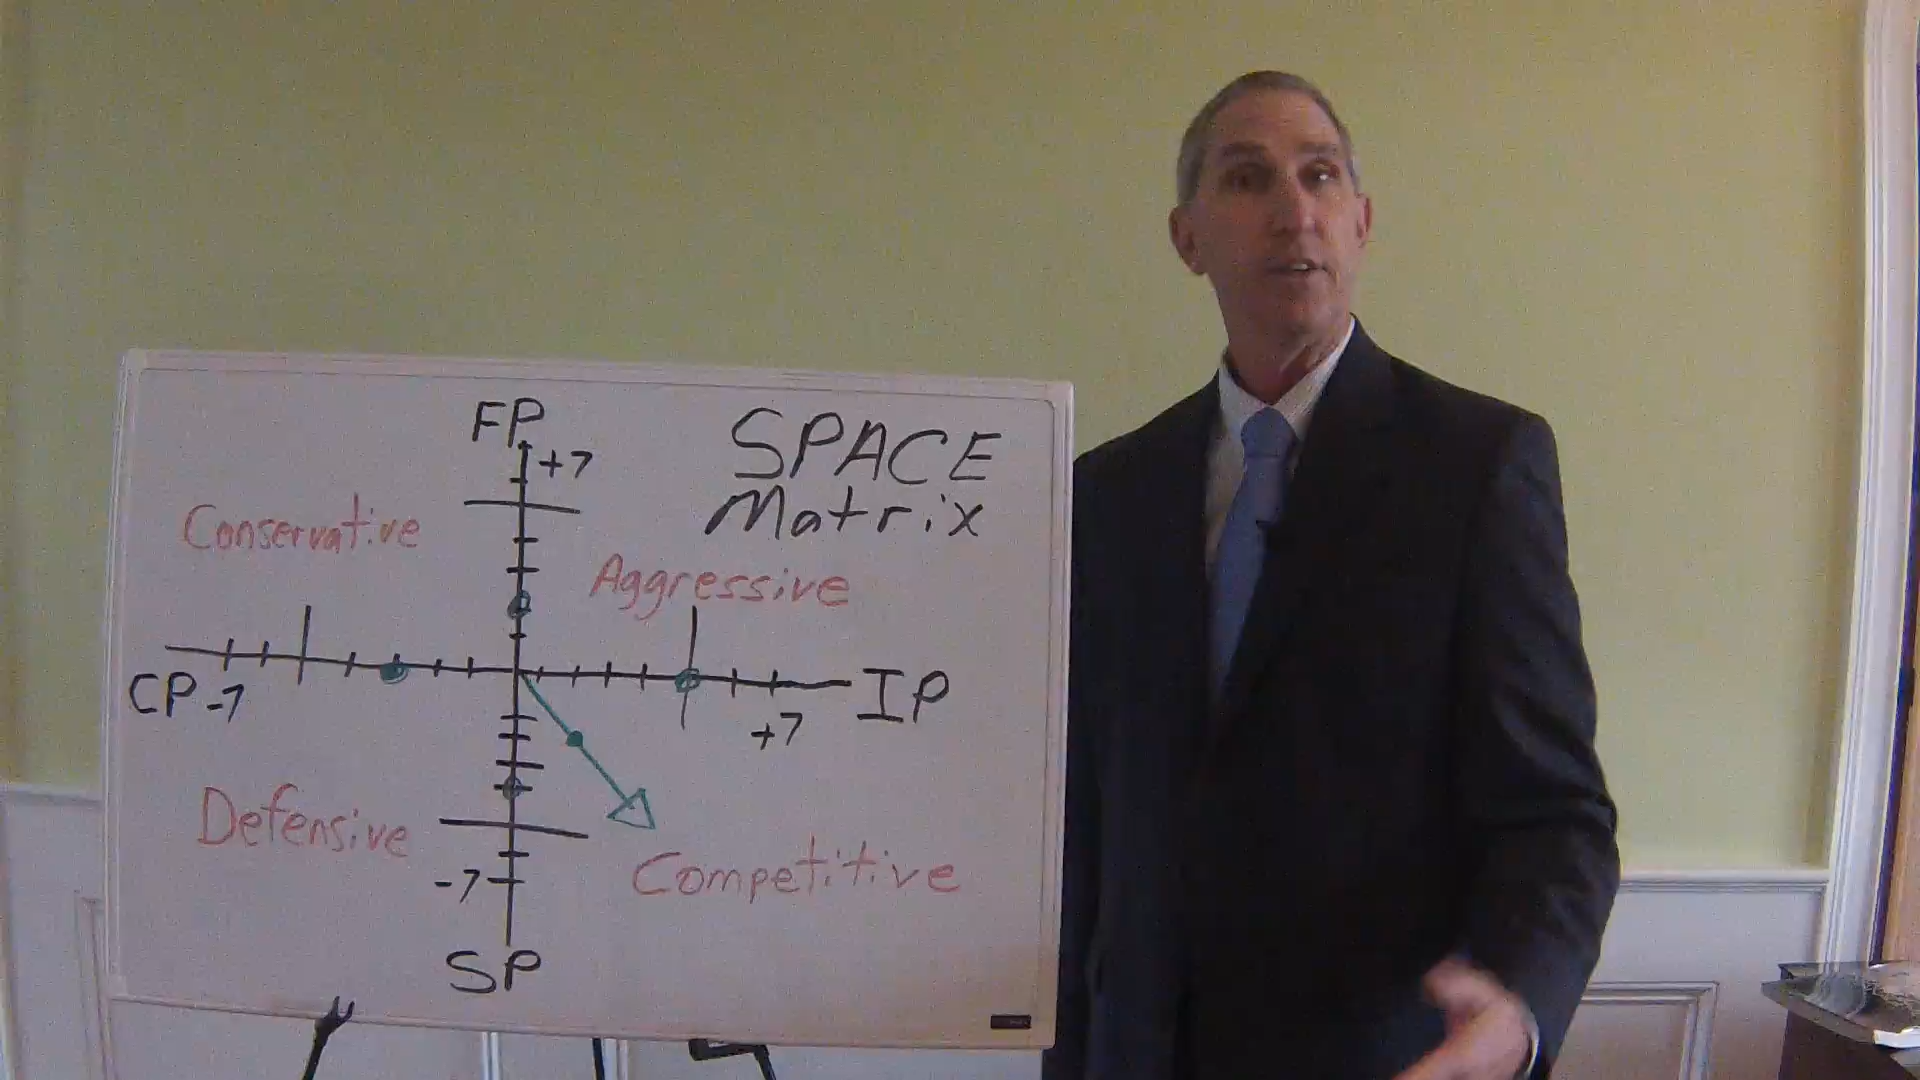 FP
+7
SPACE
Matrix
Conservative
Aggressive
CP -7
IP
+7
Defensive
Competitive
-7
SP